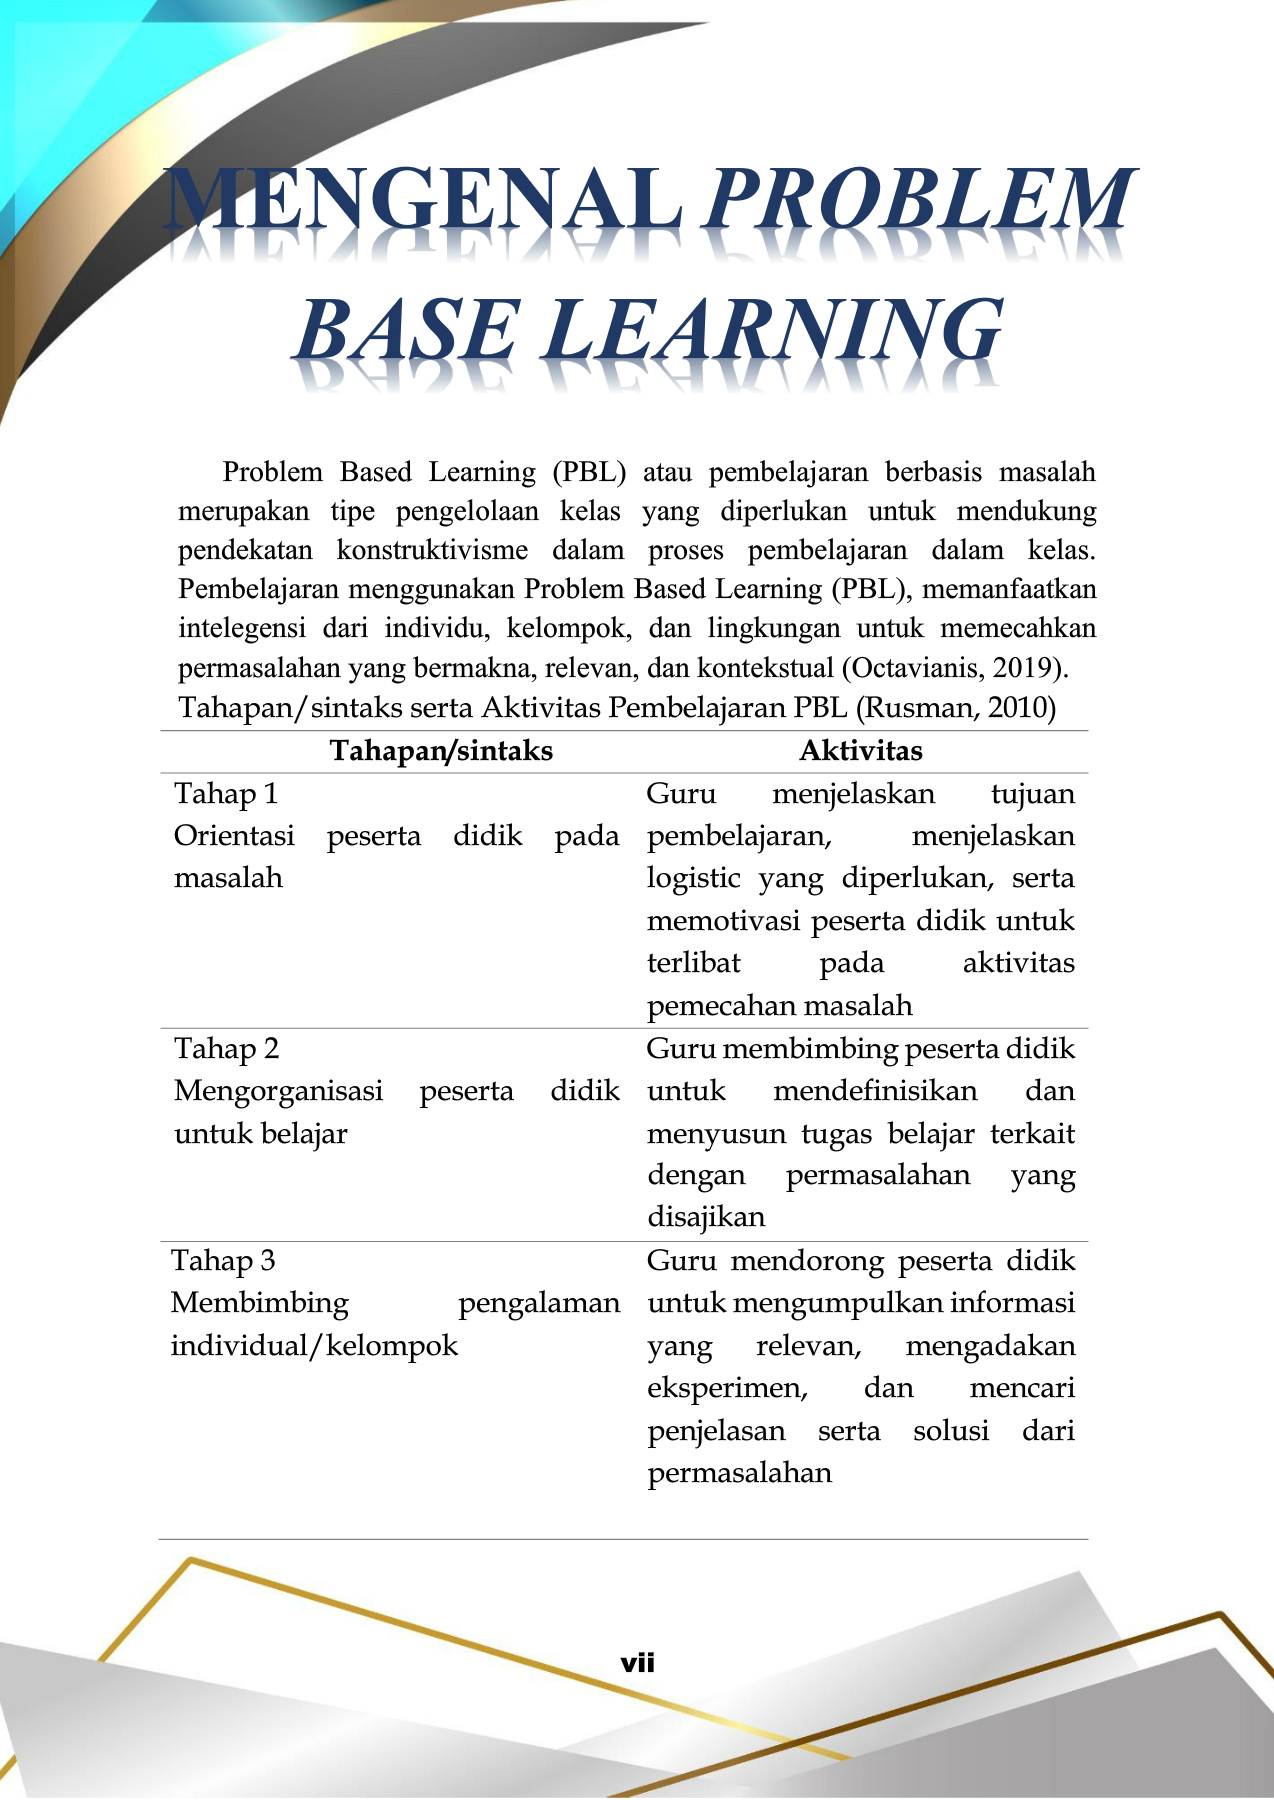 MENGENAL PROBLEM
BASE LEARNING
Problem Based Learning (PBL) atau pembelajaran berbasis masalah
merupakan tipe pengelolaan kelas yang diperlukan untuk mendukung
pendekatan konstruktivisme dalam proses pembelajaran dalam kelas.
Pembelajaran menggunakan Problem Based Learning (PBL), memanfaatkan
intelegensi dari individu, kelompok, dan lingkungan untuk memecahkan
permasalahan yang bermakna, relevan, dan kontekstual (Octavianis, 2019).
Tahapan/sintaks serta Aktivitas Pembelajaran PBL (Rusman, 2010)
Tahapan/sintaks
Aktivitas
Tahap 1
Orientasi peserta didik pada
masalah
Guru menjelaskan tujuan
pembelajaran, menjelaskan
logistic yang diperlukan, serta
memotivasi peserta didik untuk
terlibat pada aktivitas
pemecahan masalah
Tahap 2
Mengorganisasi peserta didik
untuk belajar
Guru membimbing peserta didik
untuk mendefinisikan dan
menyusun tugas belajar terkait
dengan permasalahan yang
disajikan
Tahap 3
Membimbing pengalaman
individual/kelompok
Guru mendorong peserta didik
untuk mengumpulkan informasi
yang relevan, mengadakan
eksperimen, dan mencari
penjelasan serta solusi dari
permasalahan
vii